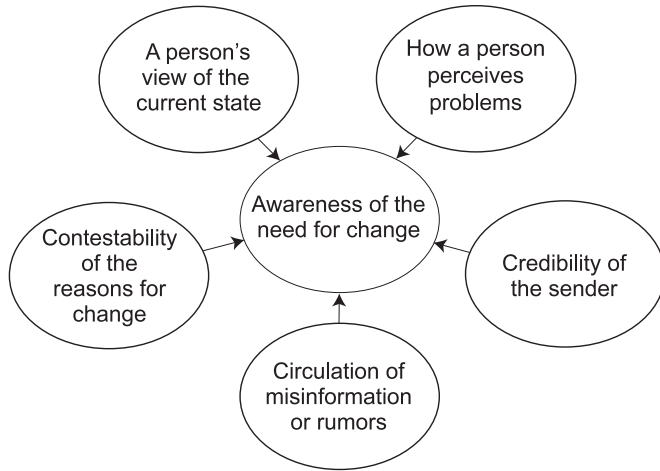 A person's
view of the
current state
How a person
perceives
problems
Awareness of the
need for change
Contestability
of the
reasons for
change
Credibility of
the sender
Circulation of
misinformation
or rumors